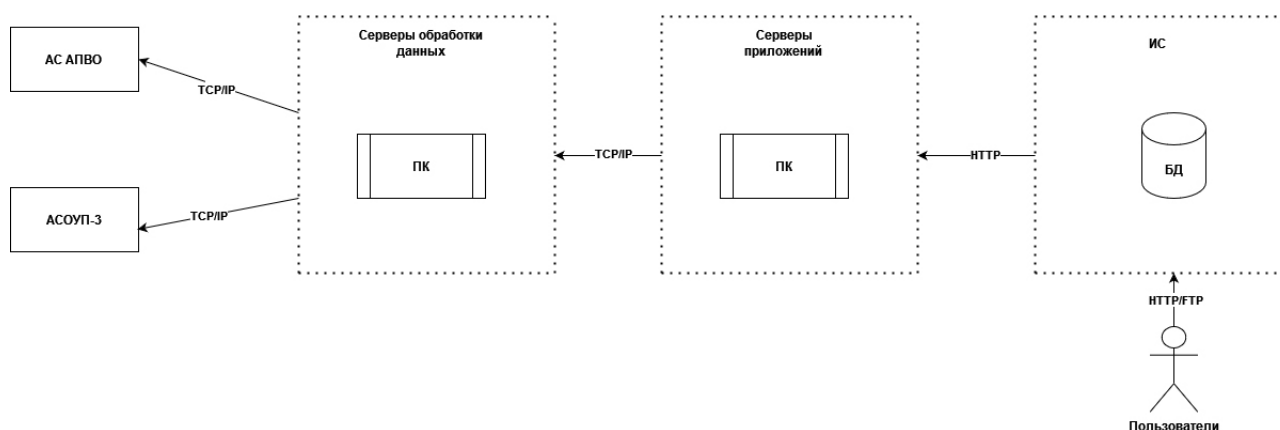 Серверы обработки
данных
Серверы
приложений
ИС
АС АПВО
TCP/IP
ПК
TCP/IP
ПК
HTTP
БД
АСОУП-3
TCP/IP
HTTP/FTP
Пользователи